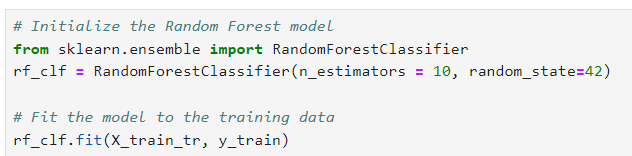 # Initialize the Random Forest model
from sklearn.ensemble import RandomForestClassifier
rf_clf = RandomForestClassifier(n_estimators = 10, random_state=42)
# Fit the model to the training data
rf_clf.fit(X_train_tr, y_train)